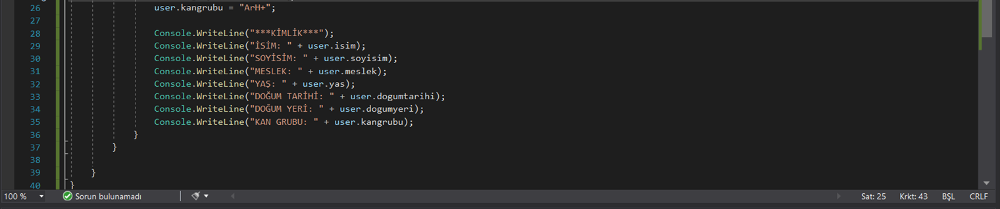 26 user.kangrubu = "ArH+";
27
28 Console.WriteLine("***KİMLİK***");
29 Console.WriteLine("İSİM: " + user.isim);
30 Console.WriteLine("SOYİSİM: " + user.soyisim);
31 Console.WriteLine("MESLEK: " + user.meslek);
32 Console.WriteLine("YAŞ: " + user.yas);
33 Console.WriteLine("DOĞUM TARİHİ: " + user.dogumtarihi);
34 Console.WriteLine("DOĞUM YERİ: " + user.dogumyeri);
35 Console.WriteLine("KAN GRUBU: " + user.kangrubu);
36 }
37 }
38
39 }
40 }
100 % Sorun bulunamadı Sat: 25 Krkt: 43 BŞL CRLF